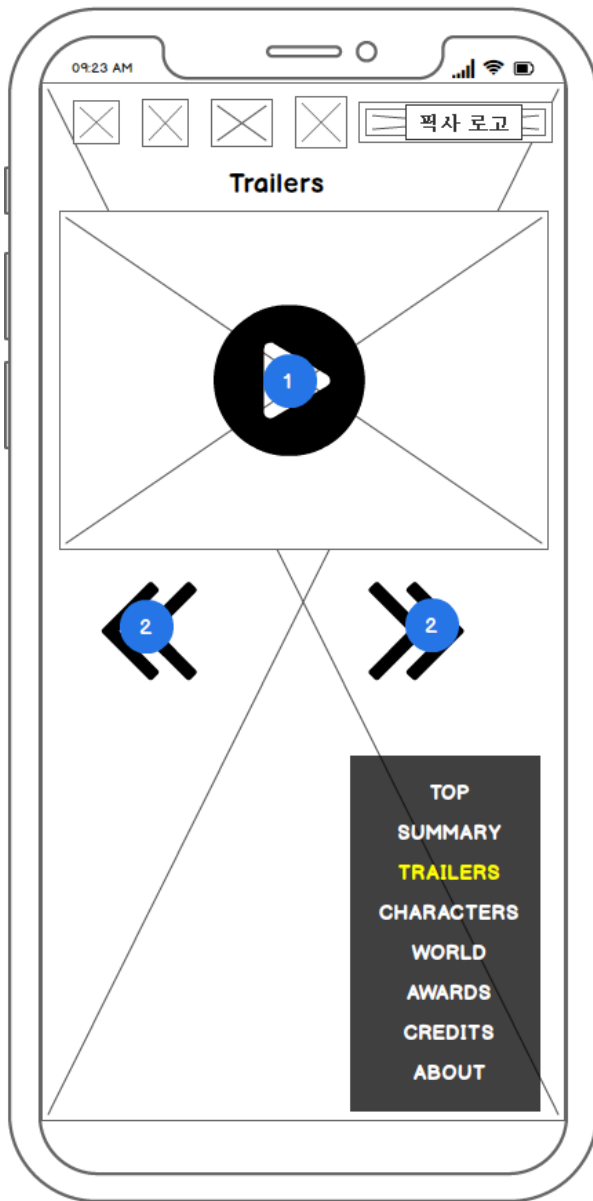 09:23 AM
픽사 로고
Trailers
1
2
2
TOP
SUMMARY
TRAILERS
CHARACTERS
WORLD
AWARDS
CREDITS
ABOUT